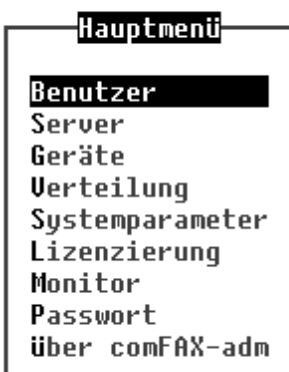 Hauptmenü
Benutzer
Server
Geräte
Verteilung
Systemparameter
Lizenzierung
Monitor
Passwort
über comFAX-adm